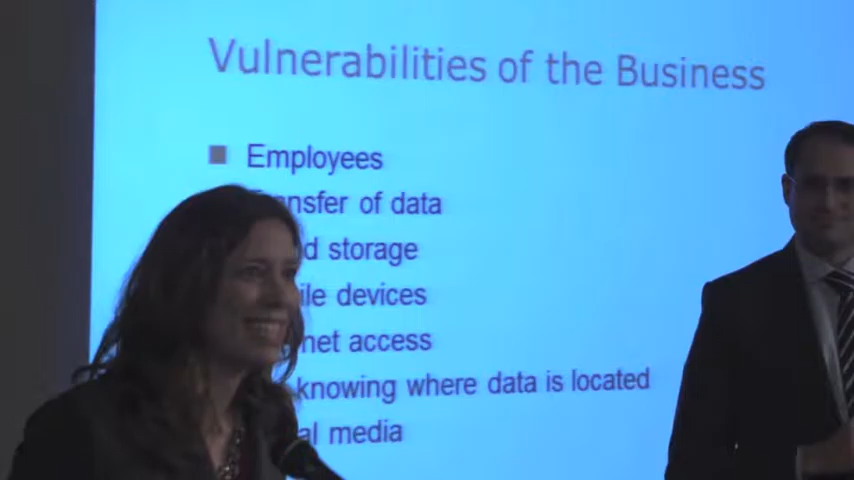 Vulnerabilities of the Business
Employees
nsfer of data
d storage
ile devices
net access
knowing where data is located
al media